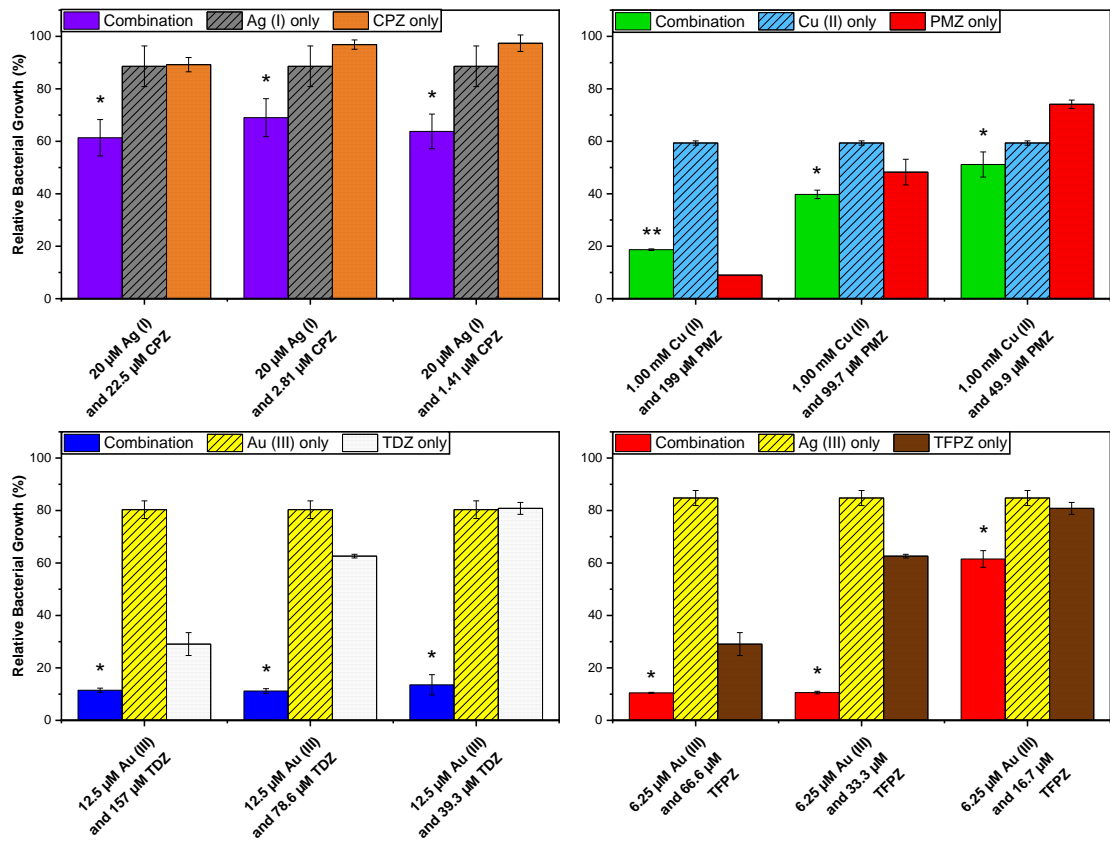 Combination Ag (I) only CPZ only
Relative Bacterial Growth (%)
100
80
60
40
20
0
* * *
20 µM Ag (I)
and 22.5 µM CPZ
20 µM Ag (I)
and 2.81 µM CPZ
20 µM Ag (I)
and 1.41 µM CPZ
Combination Cu (II) only PMZ only
100
80
60
40
20
0
** * *
1.00 mM Cu (II)
and 199 µM PMZ
1.00 mM Cu (II)
and 99.7 µM PMZ
1.00 mM Cu (II)
and 49.9 µM PMZ
Combination Au (III) only TDZ only
Relative Bacterial Growth (%)
100
80
60
40
20
0
* * *
12.5 µM Au (III)
and 157 µM TDZ
12.5 µM Au (III)
and 78.6 µM TDZ
12.5 µM Au (III)
and 39.3 µM TDZ
Combination Ag (III) only TFPZ only
100
80
60
40
20
0
* * *
6.25 µM Au (III)
and 66.6 µM
TFPZ
6.25 µM Au (III)
and 33.3 µM
TFPZ
6.25 µM Au (III)
and 16.7 µM
TFPZ